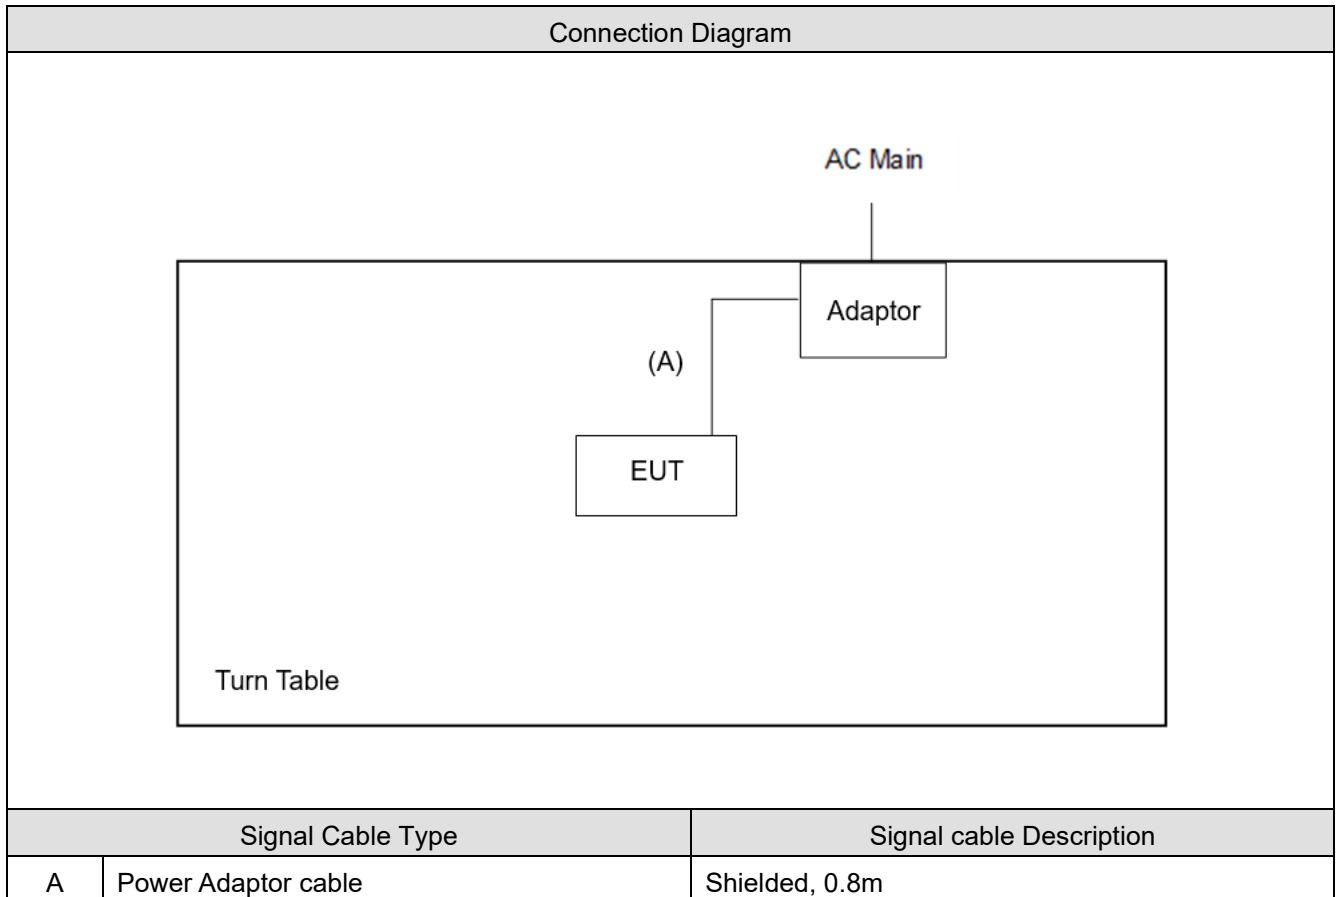 Connection Diagram
AC Main
Adaptor
(A)
EUT
Turn Table
Signal Cable Type Signal cable Description
A Power Adaptor cable Shielded, 0.8m